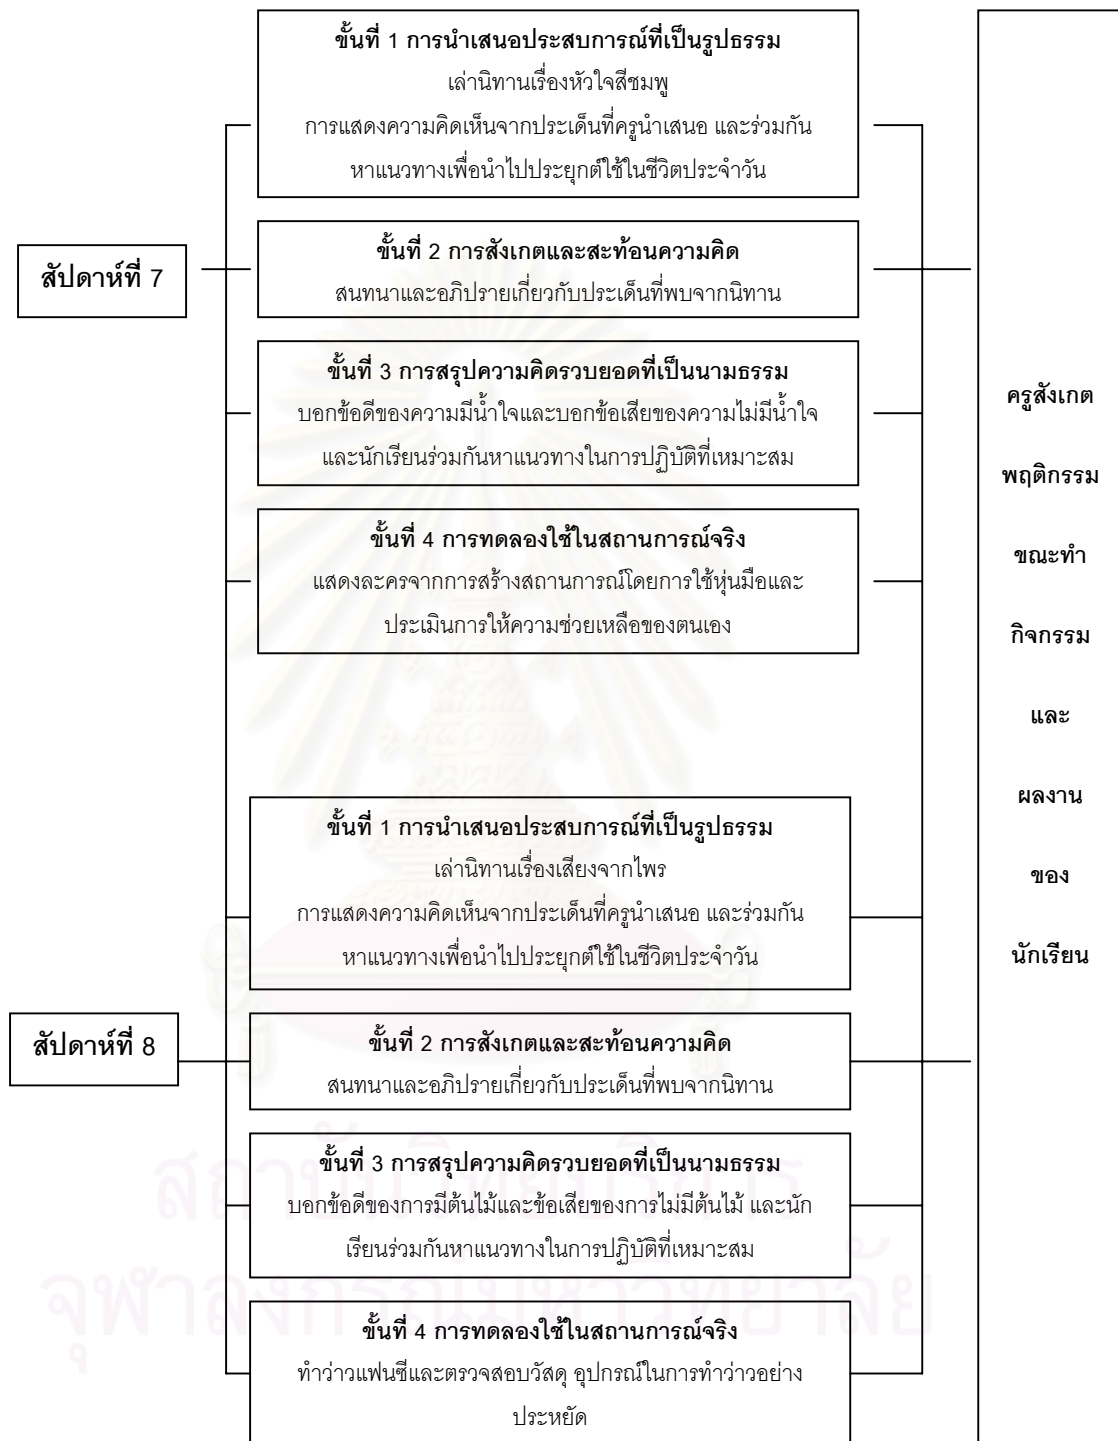 ขั้นที่ 1 การนำเสนอประสบการณ์ที่เป็นรูปธรรม
เล่านิทานเรื่องหัวใจสีชมพู
การแสดงความคิดเห็นจากประเด็นที่ครูนำเสนอ และร่วมกัน
หาแนวทางเพื่อนำไปประยุกต์ใช้ในชีวิตประจำวัน
สัปดาห์ที่ 7
ขั้นที่ 2 การสังเกตและสะท้อนความคิด
สนทนาและอภิปรายเกี่ยวกับประเด็นที่พบจากนิทาน
ขั้นที่ 3 การสรุปความคิดรวบยอดที่เป็นนามธรรม
บอกข้อดีของความมีน้ำใจและบอกข้อเสียของความไม่มีน้ำใจ
และนักเรียนร่วมกันหาแนวทางในการปฏิบัติที่เหมาะสม
ขั้นที่ 4 การทดลองใช้ในสถานการณ์จริง
แสดงละครจากการสร้างสถานการณ์โดยการใช้หุ่นมือและ
ประเมินการให้ความช่วยเหลือของตนเอง
ขั้นที่ 1 การนำเสนอประสบการณ์ที่เป็นรูปธรรม
เล่านิทานเรื่องเสียงจากไพร
การแสดงความคิดเห็นจากประเด็นที่ครูนำเสนอ และร่วมกัน
หาแนวทางเพื่อนำไปประยุกต์ใช้ในชีวิตประจำวัน
สัปดาห์ที่ 8
ขั้นที่ 2 การสังเกตและสะท้อนความคิด
สนทนาและอภิปรายเกี่ยวกับประเด็นที่พบจากนิทาน
ขั้นที่ 3 การสรุปความคิดรวบยอดที่เป็นนามธรรม
บอกข้อดีของการมีต้นไม้และข้อเสียของการไม่มีต้นไม้ และนัก
เรียนร่วมกันหาแนวทางในการปฏิบัติที่เหมาะสม
ขั้นที่ 4 การทดลองใช้ในสถานการณ์จริง
ทำว่าวแฟนซีและตรวจสอบวัสดุ อุปกรณ์ในการทำว่าวอย่าง
ประหยัด
ครูสังเกต
พฤติกรรม
ขณะทำ
กิจกรรม
และ
ผลงาน
ของ
นักเรียน
สถาบันวิทยบริการ
จุฬาลงกรณ์มหาวิทยาลัย